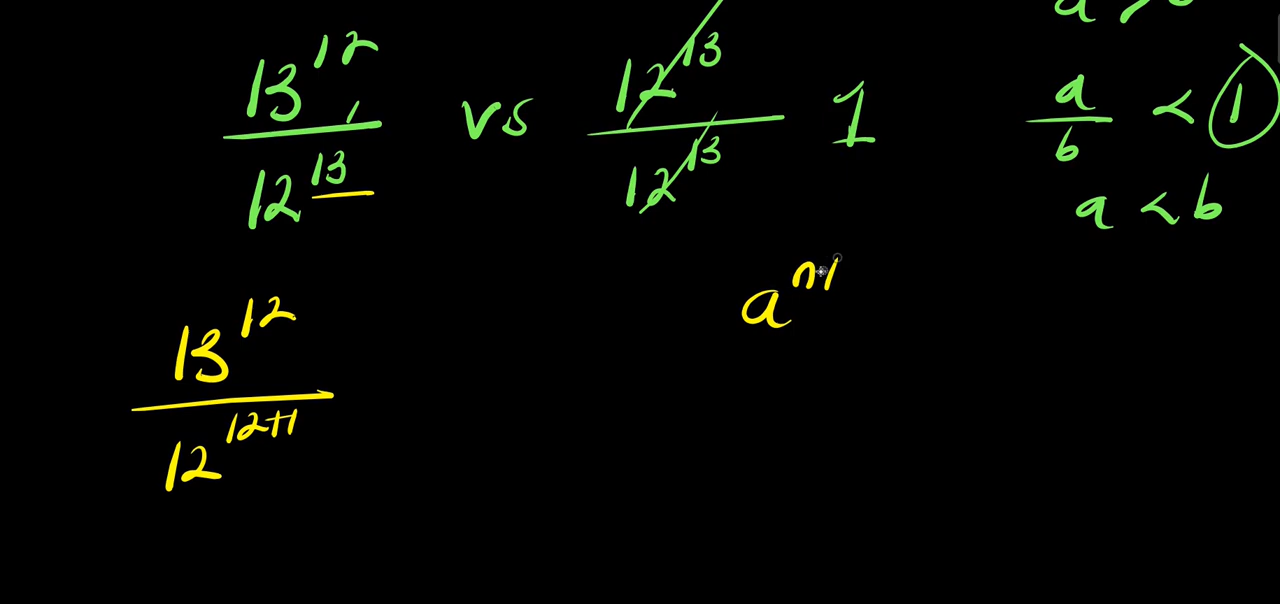 a > 
13^12 / 12^13 vs 12^13 / 12^13 1
a / b < 1
a < b
a^n+
13^12 / 12^12+1